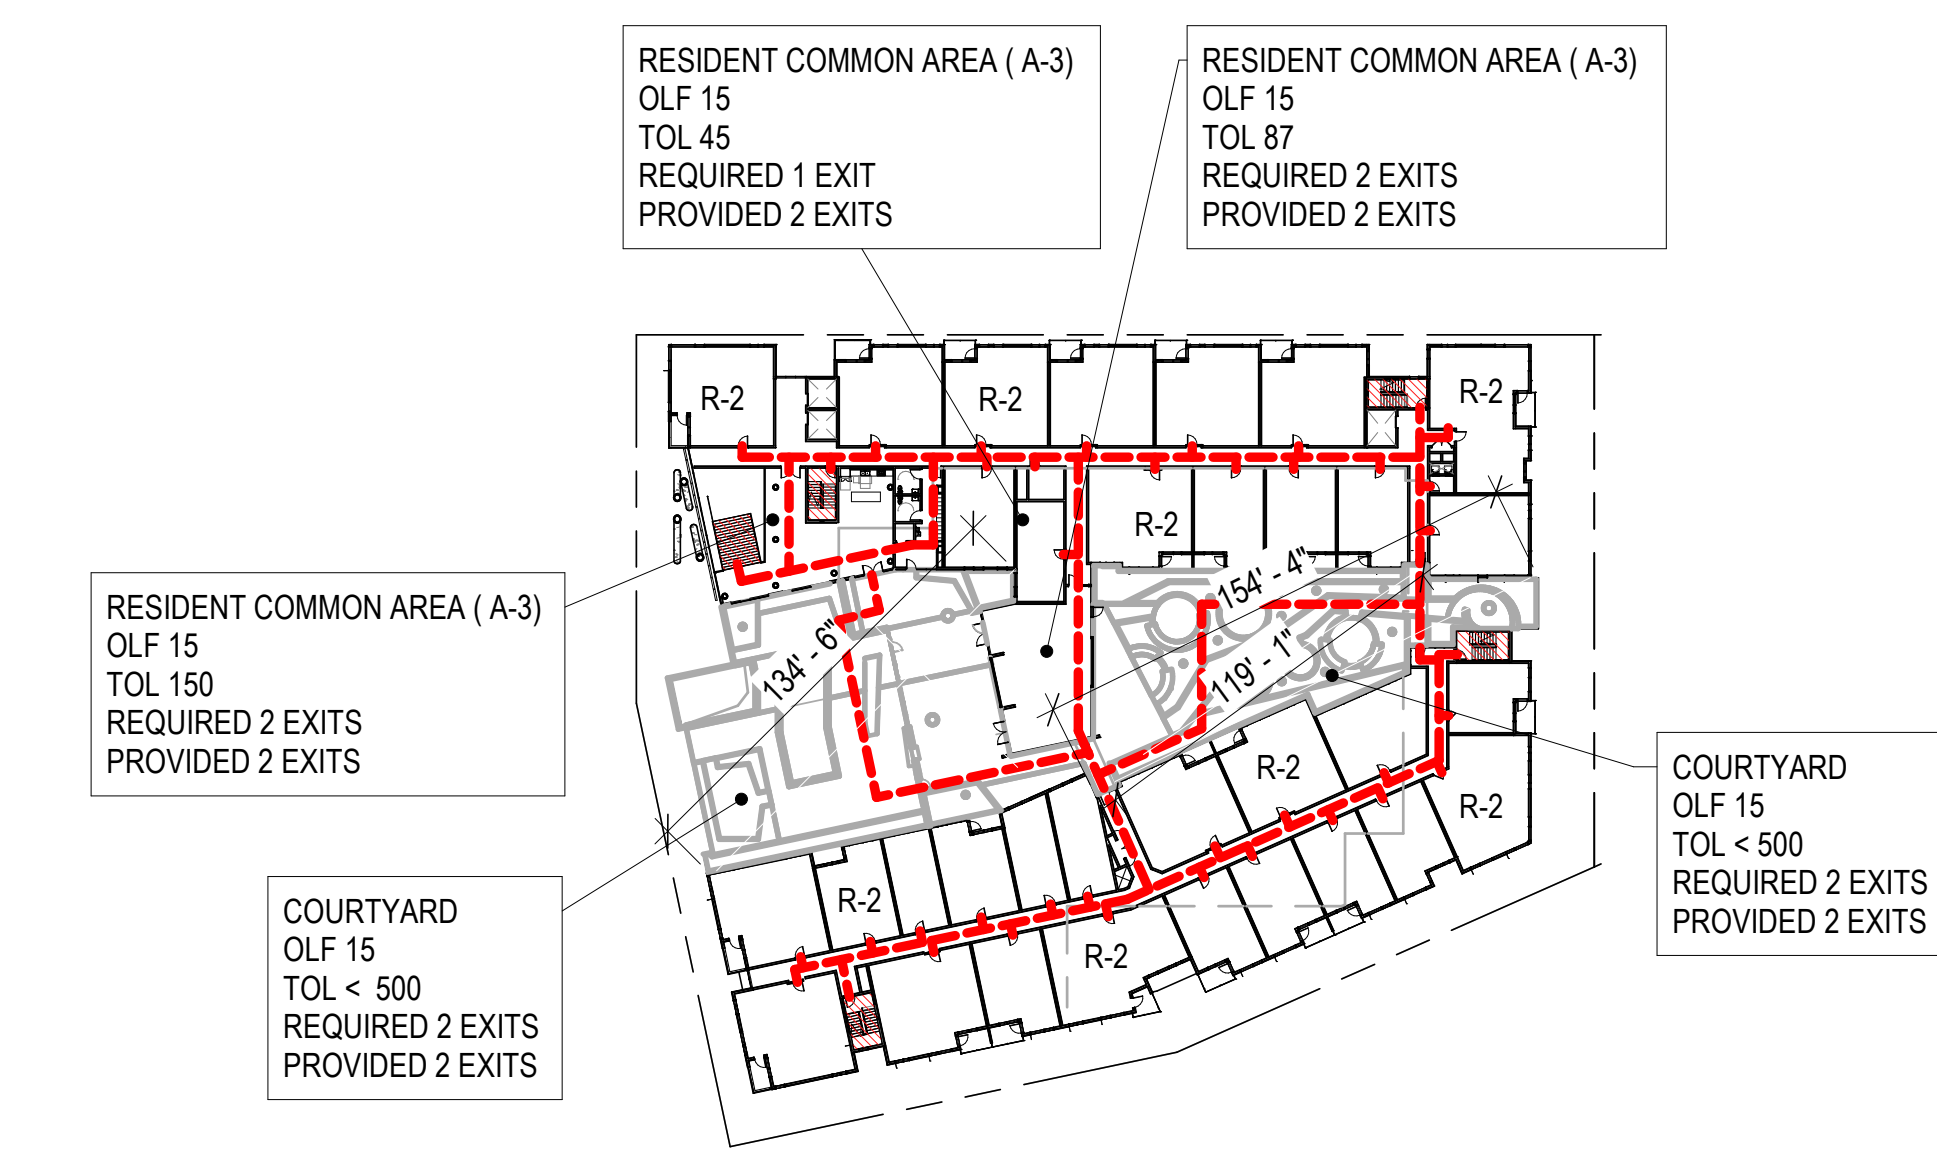 RESIDENT COMMON AREA ( A-3)
OLF 15
TOL 45
REQUIRED 1 EXIT
PROVIDED 2 EXITS
RESIDENT COMMON AREA ( A-3)
OLF 15
TOL 87
REQUIRED 2 EXITS
PROVIDED 2 EXITS
R-2
R-2
R-2
R-2
154' - 4"
RESIDENT COMMON AREA ( A-3)
OLF 15
TOL 150
REQUIRED 2 EXITS
PROVIDED 2 EXITS
134' - 6"
119' - 1"
R-2
R-2
COURTYARD
OLF 15
TOL < 500
REQUIRED 2 EXITS
PROVIDED 2 EXITS
R-2
R-2
COURTYARD
OLF 15
TOL <  500
REQUIRED 2 EXITS
PROVIDED 2 EXITS